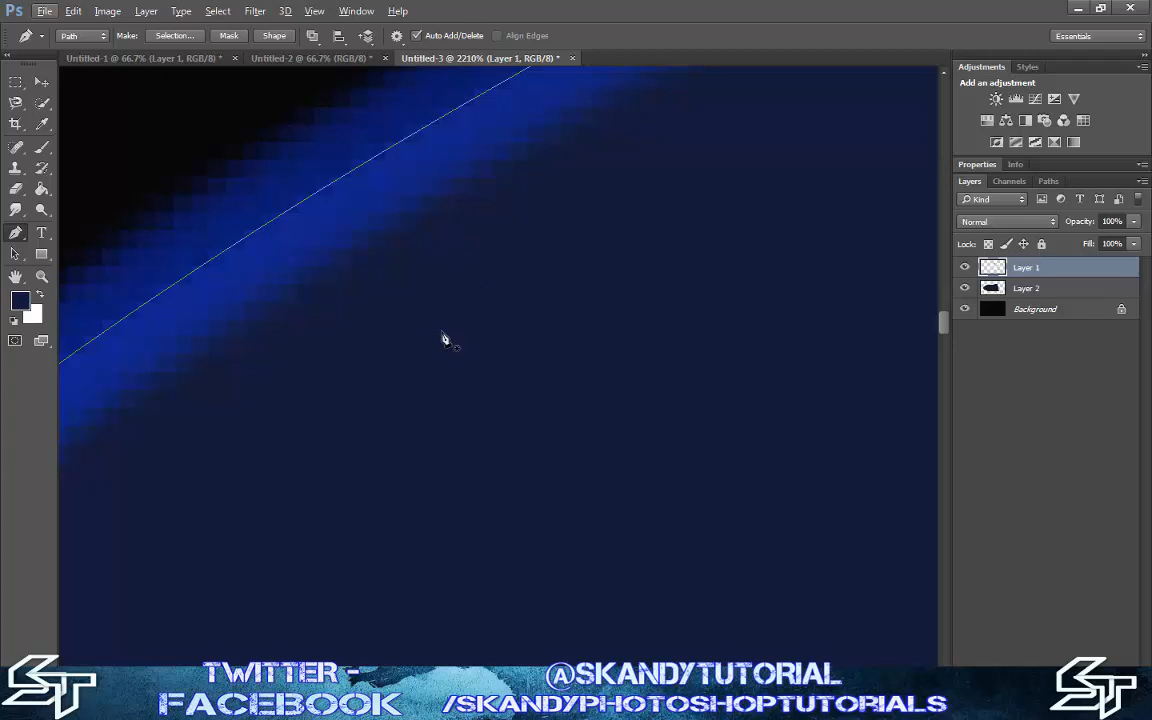 Ps File Edit Image Layer Type Select Filter 3D View Window Help
Path Make: Selection... Mask Shape Auto Add/Delete Align Edges Essentials
Untitled-1 @ 66.7% (Layer 1, RGB/8) * × Untitled-2 @ 66.7% (RGB/8) * × Untitled-3 @ 2210% (Layer 1, RGB/8) * ×
Adjustments Styles
Add an adjustment
Properties Info
Layers Channels Paths
Kind
Normal Opacity: 100%
Lock: Fill: 100%
Layer 1
Layer 2
Background
T
ST TWITTER - @SKANDYTUTORIAL ST
FACEBOOK /SKANDYPHOTOSHOPTUTORIALS